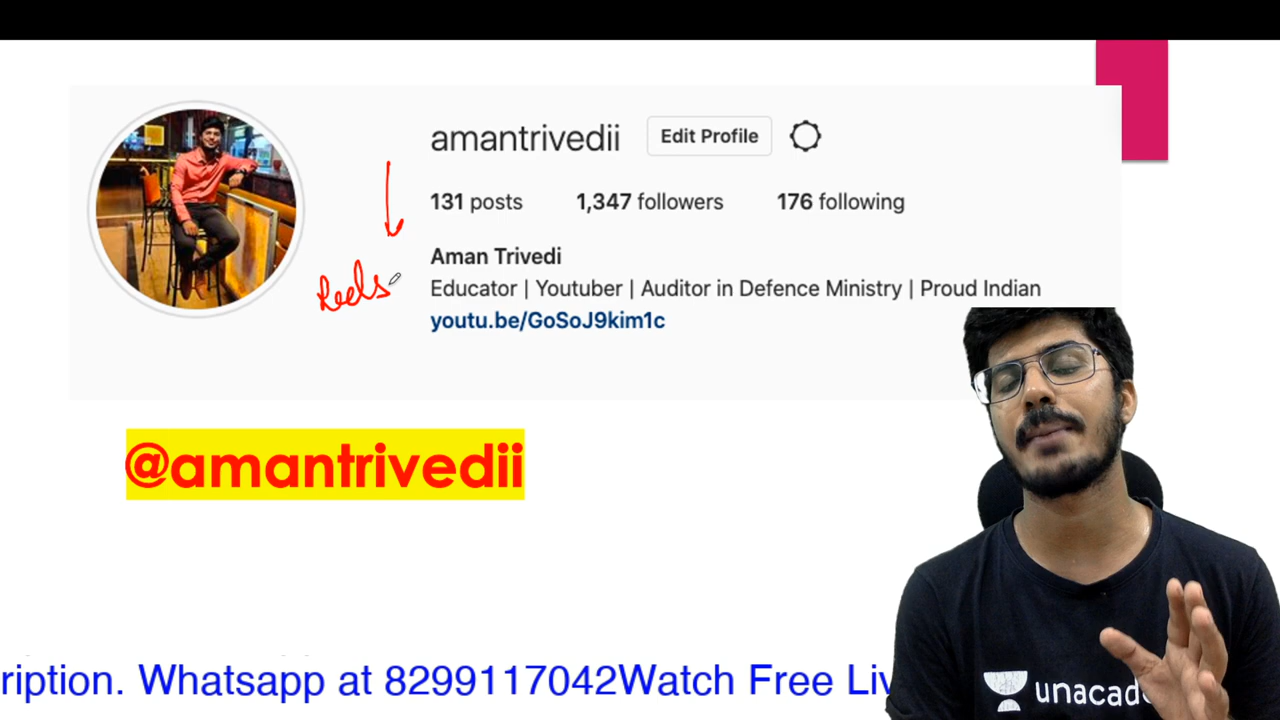 amantrivedii Edit Profile
131 posts 1,347 followers 176 following
Aman Trivedi
Reels
Educator | Youtuber | Auditor in Defence Ministry | Proud Indian
youtu.be/GoSoJ9kim1c
@amantrivedii
ription. Whatsapp at 8299117042Watch Free Liv
unacade